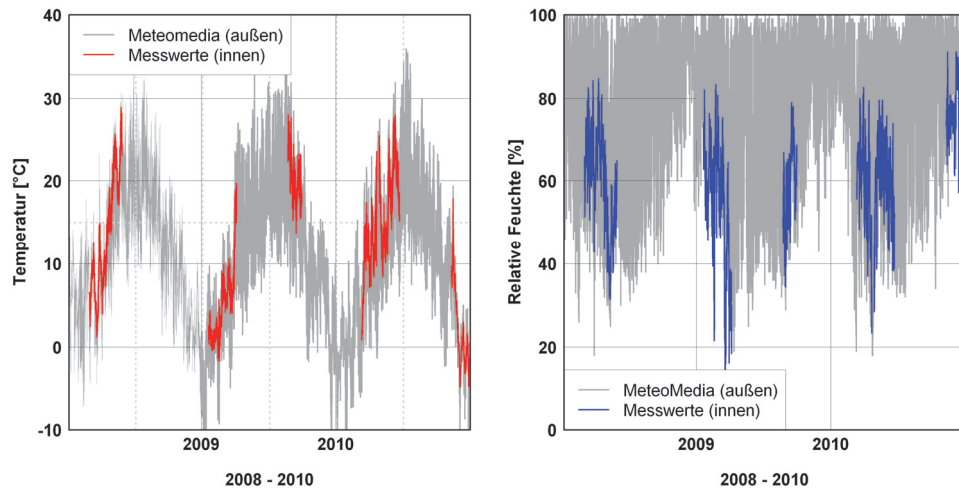 40
30
20
10
0
-10
Temperatur [°C]
Meteomedia (außen)
Messwerte (innen)
2009
2010
2008 - 2010
100
80
60
40
20
0
Relative Feuchte [%]
MeteoMedia (außen)
Messwerte (innen)
2009
2010
2008 - 2010